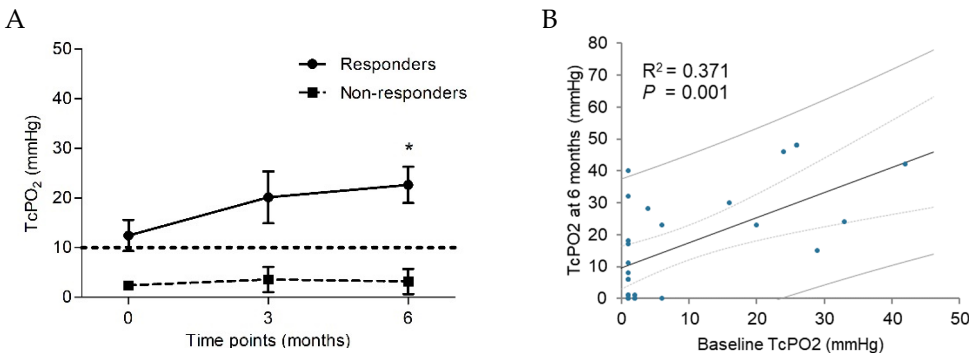 A
TcPO2 (mmHg)
50
40
30
20
10
0
Responders
Non-responders
*
0 3 6
Time points (months)
B
TcPO2 at 6 months (mmHg)
80
70
60
50
40
30
20
10
0
R2 = 0.371
P = 0.001
0 10 20 30 40 50
Baseline TcPO2 (mmHg)